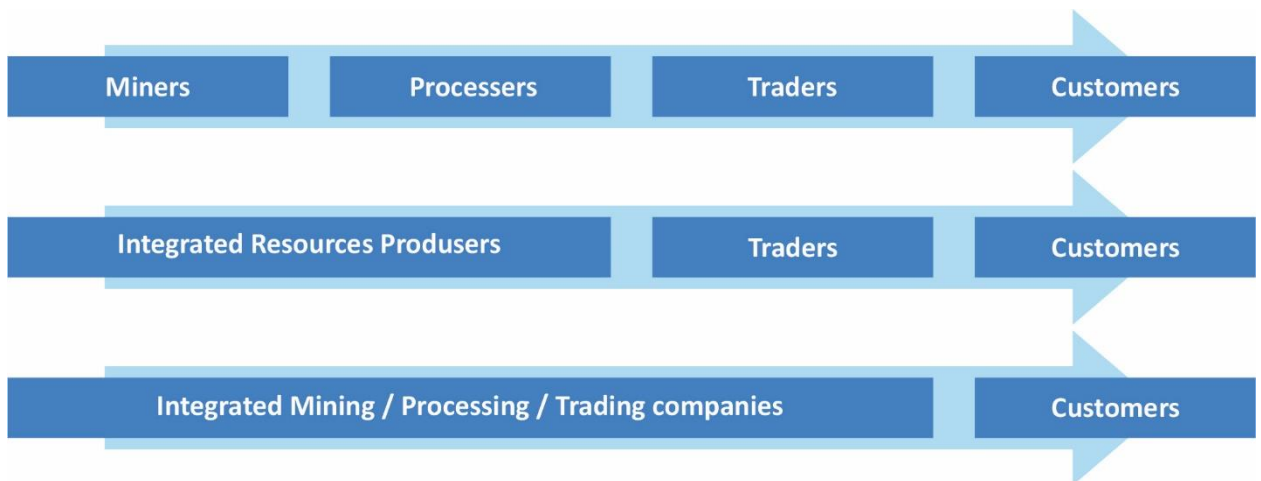 Miners Processers Traders Customers
Integrated Resources Produsers Traders Customers
Integrated Mining / Processing / Trading companies Customers